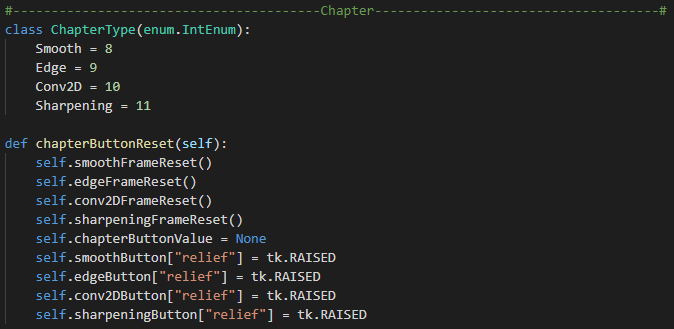 #----------------------------------------Chapter-------------------------------------#
class ChapterType(enum.IntEnum):
    Smooth = 8
    Edge = 9
    Conv2D = 10
    Sharpening = 11

def chapterButtonReset(self):
    self.smoothFrameReset()
    self.edgeFrameReset()
    self.conv2DFrameReset()
    self.sharpeningFrameReset()
    self.chapterButtonValue = None
    self.smoothButton["relief"] = tk.RAISED
    self.edgeButton["relief"] = tk.RAISED
    self.conv2DButton["relief"] = tk.RAISED
    self.sharpeningButton["relief"] = tk.RAISED